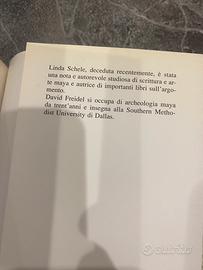 Linda Schele, deceduta recentemente, è stata
una nota e autorevole studiosa di scrittura e ar-
te maya e autrice di importanti libri sull'argo-
mento.
David Freidel si occupa di archeologia maya
da trent'anni e insegna alla Southern Metho-
dist University di Dallas.
subito